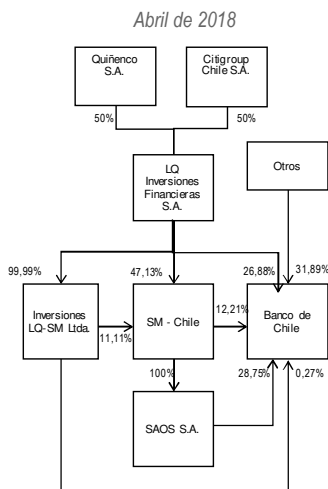 Abril de 2018
Quiñenco
S.A.
Citigroup
Chile S.A.
50%
50%
LQ
Inversiones
Financieras
S.A.
Otros
99,99%
47,13%
26,88%
31,89%
Inversiones
LQ-SM Ltda.
11,11%
SM - Chile
12,21%
Banco de
Chile
100%
28,75%
0,27%
SAOS S.A.